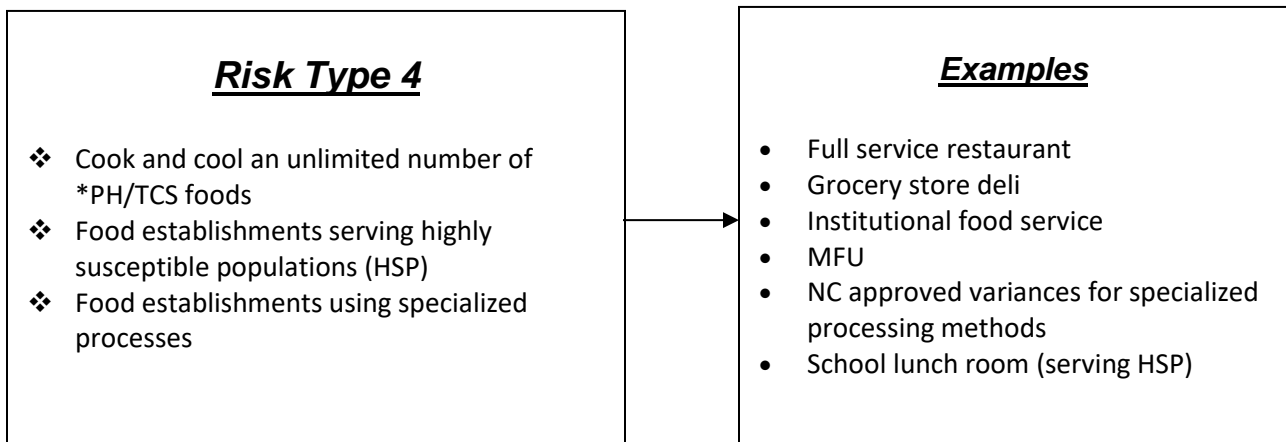 Risk Type 4
❖ Cook and cool an unlimited number of
*PH/TCS foods
❖ Food establishments serving highly
susceptible populations (HSP)
❖ Food establishments using specialized
processes
Examples
• Full service restaurant
• Grocery store deli
• Institutional food service
• MFU
• NC approved variances for specialized
processing methods
• School lunch room (serving HSP)